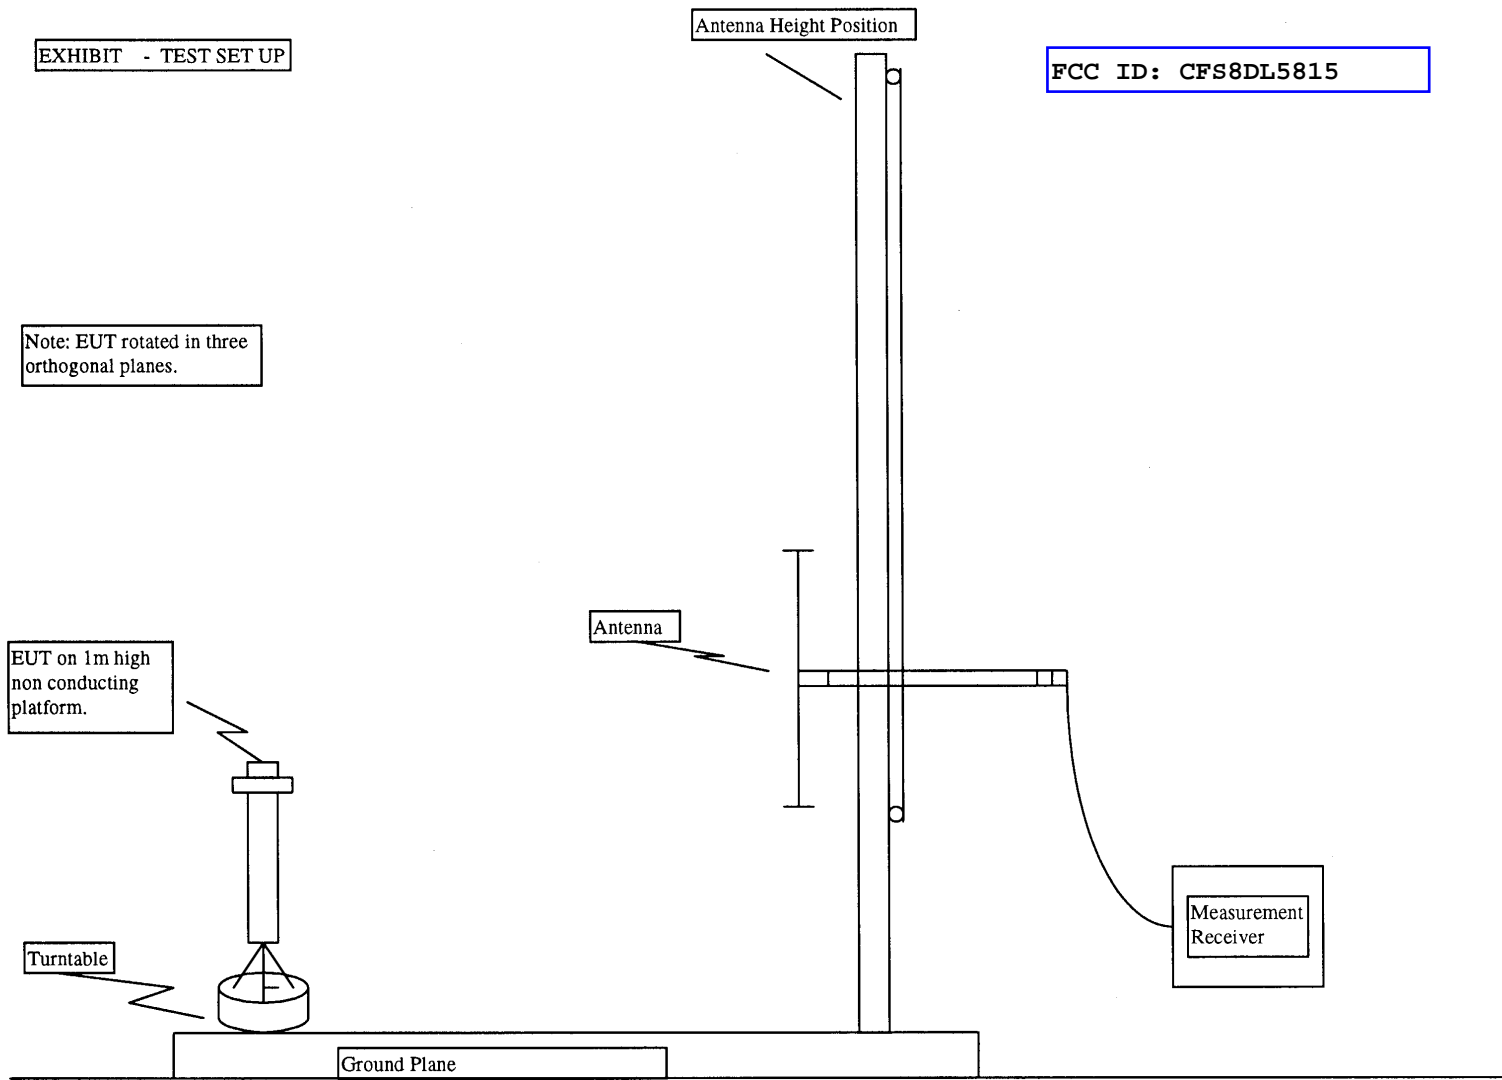 Antenna Height Position
EXHIBIT - TEST SET UP
FCC ID: CFS8DL5815
Note: EUT rotated in three
orthogonal planes.
Antenna
EUT on 1m high
non conducting
platform.
Measurement
Receiver
Turntable
Ground Plane